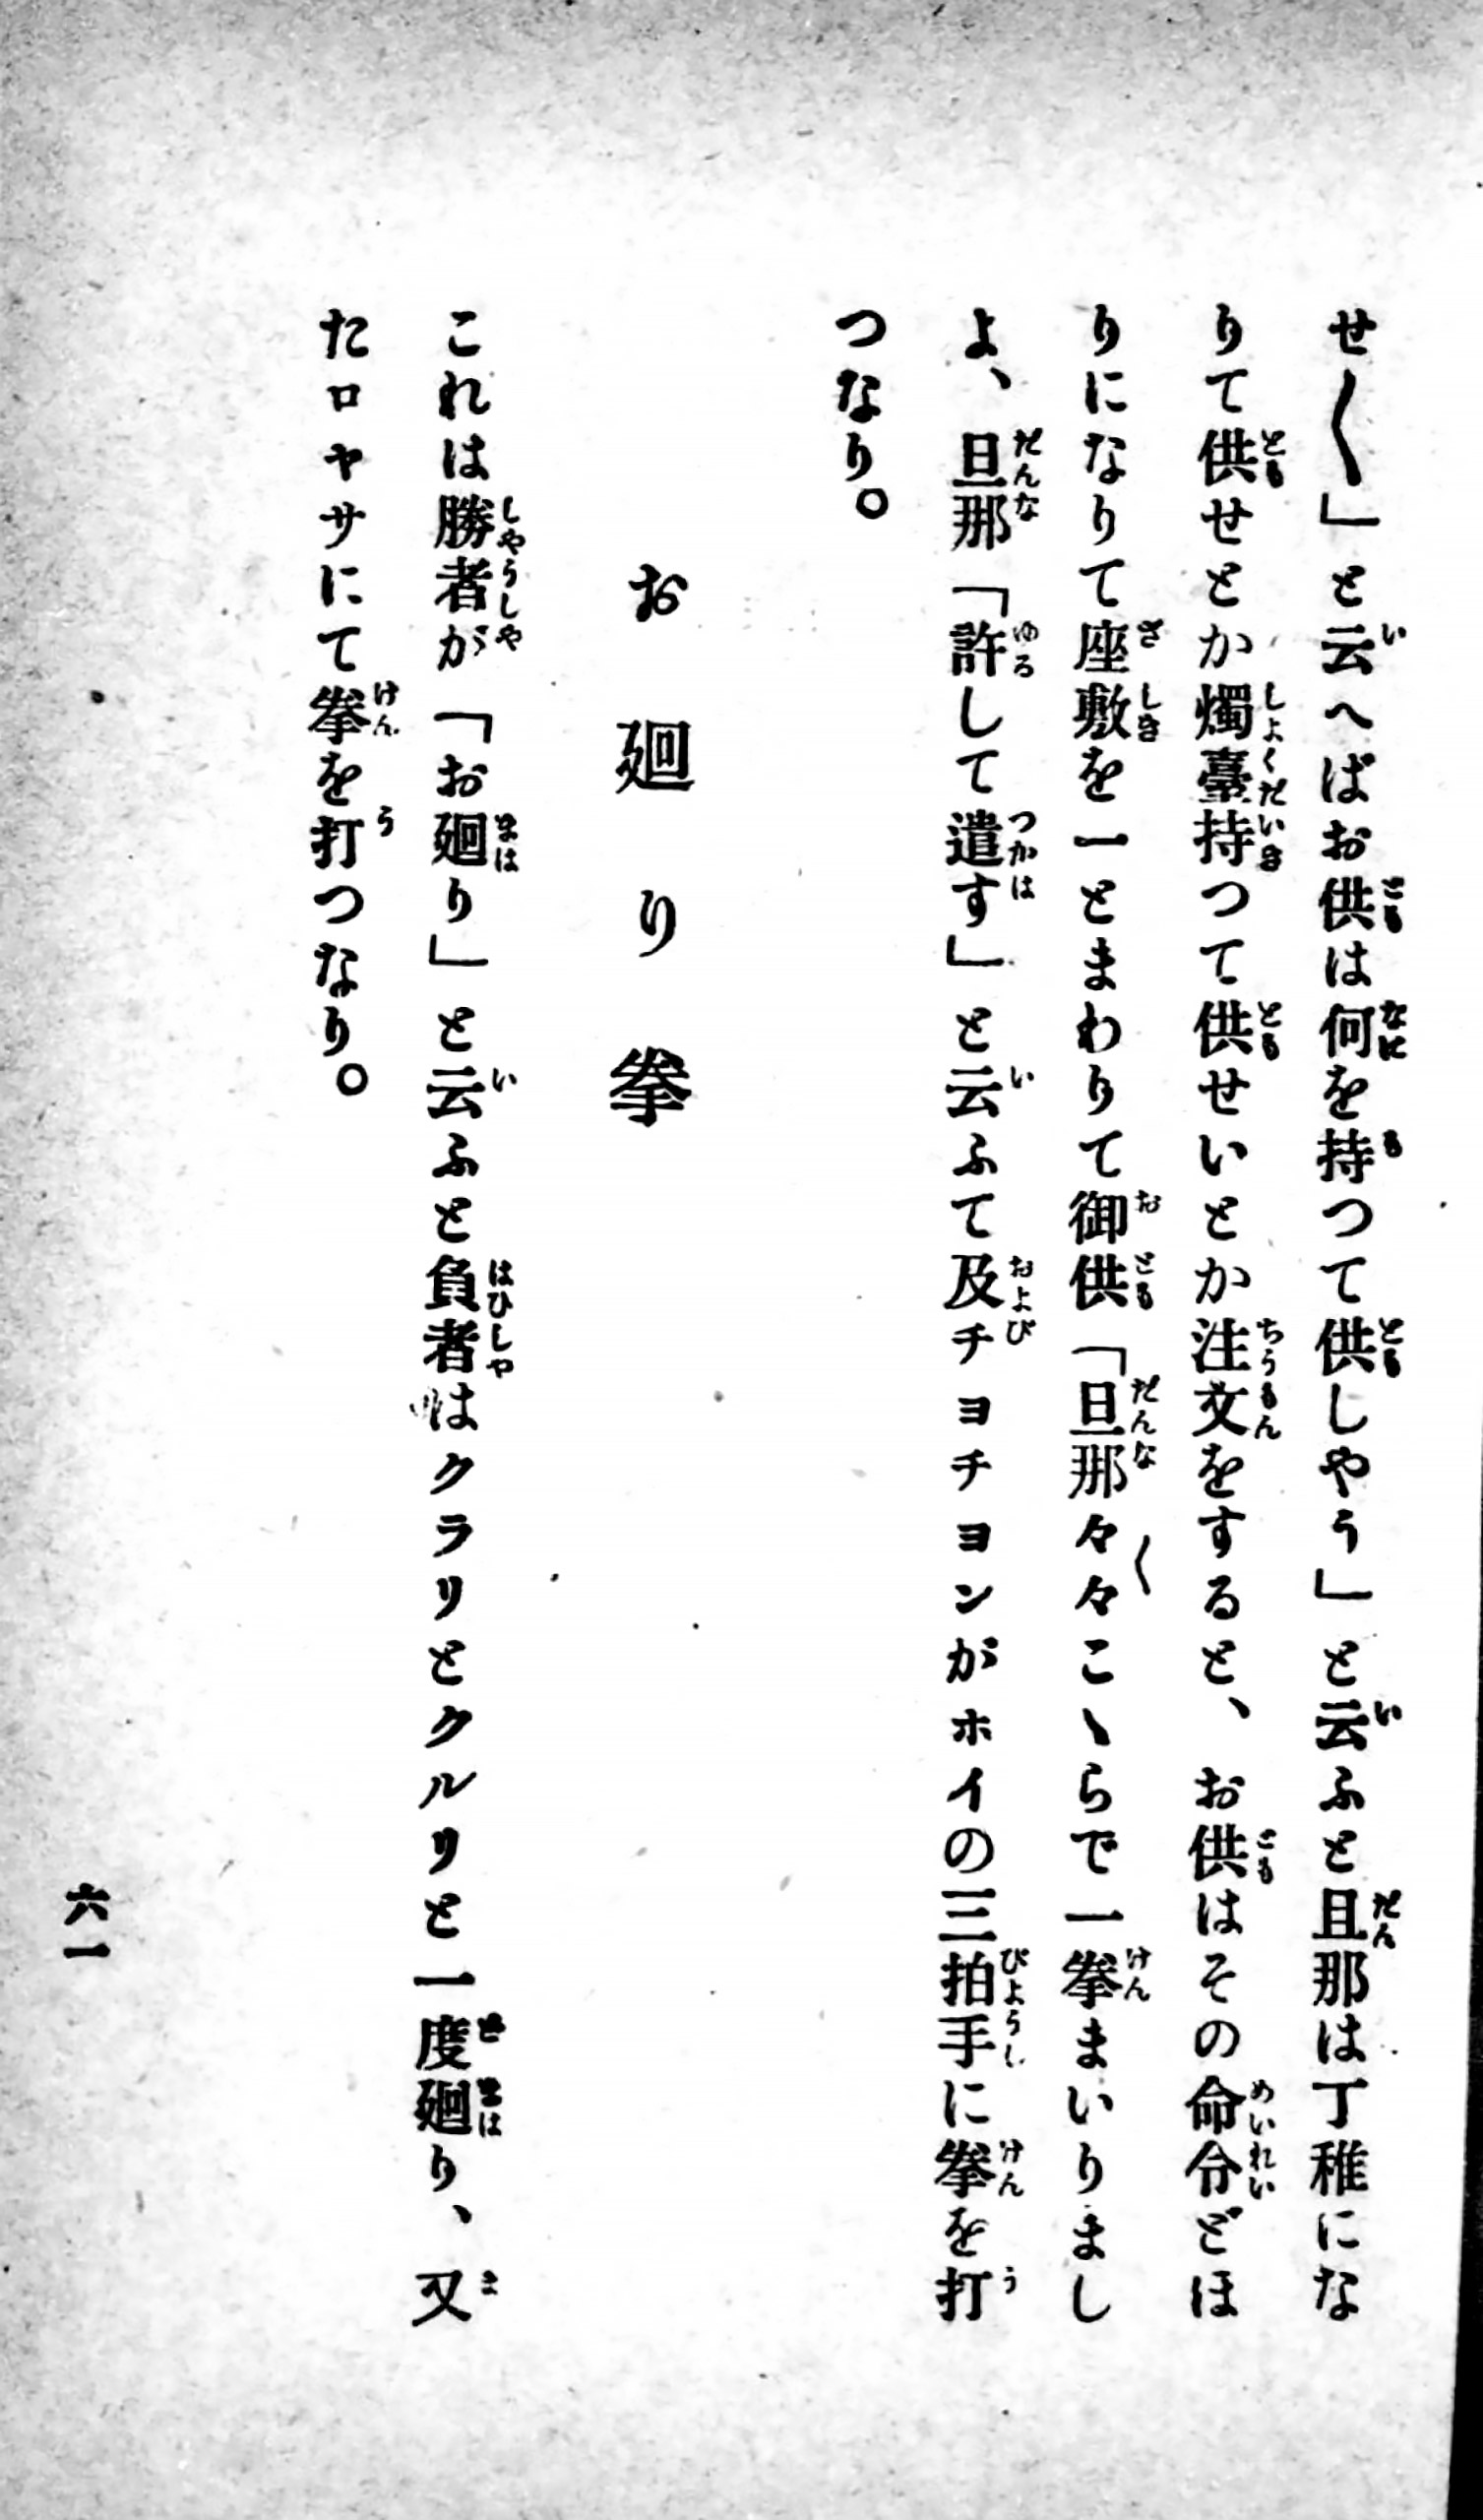 せ〱」と云へばお供は何を持つて供しやう」と云ふと且那は丁稚にな
りて供せとか燭臺持つて供せいとか注文をすると、お供はその命令どほ
りになりて座敷を一とまわりて御供「旦那々々こゝらで一拳まいりまし
よ、旦那「許して遣す」と云ふて及チヨチヨンがホイの三拍手に拳を打
つなり。
お廻り拳
これは勝者が「お廻り」と云ふと負者はクラリとクルリと一度廻り、又
たロヤサにて拳を打つなり。
六一